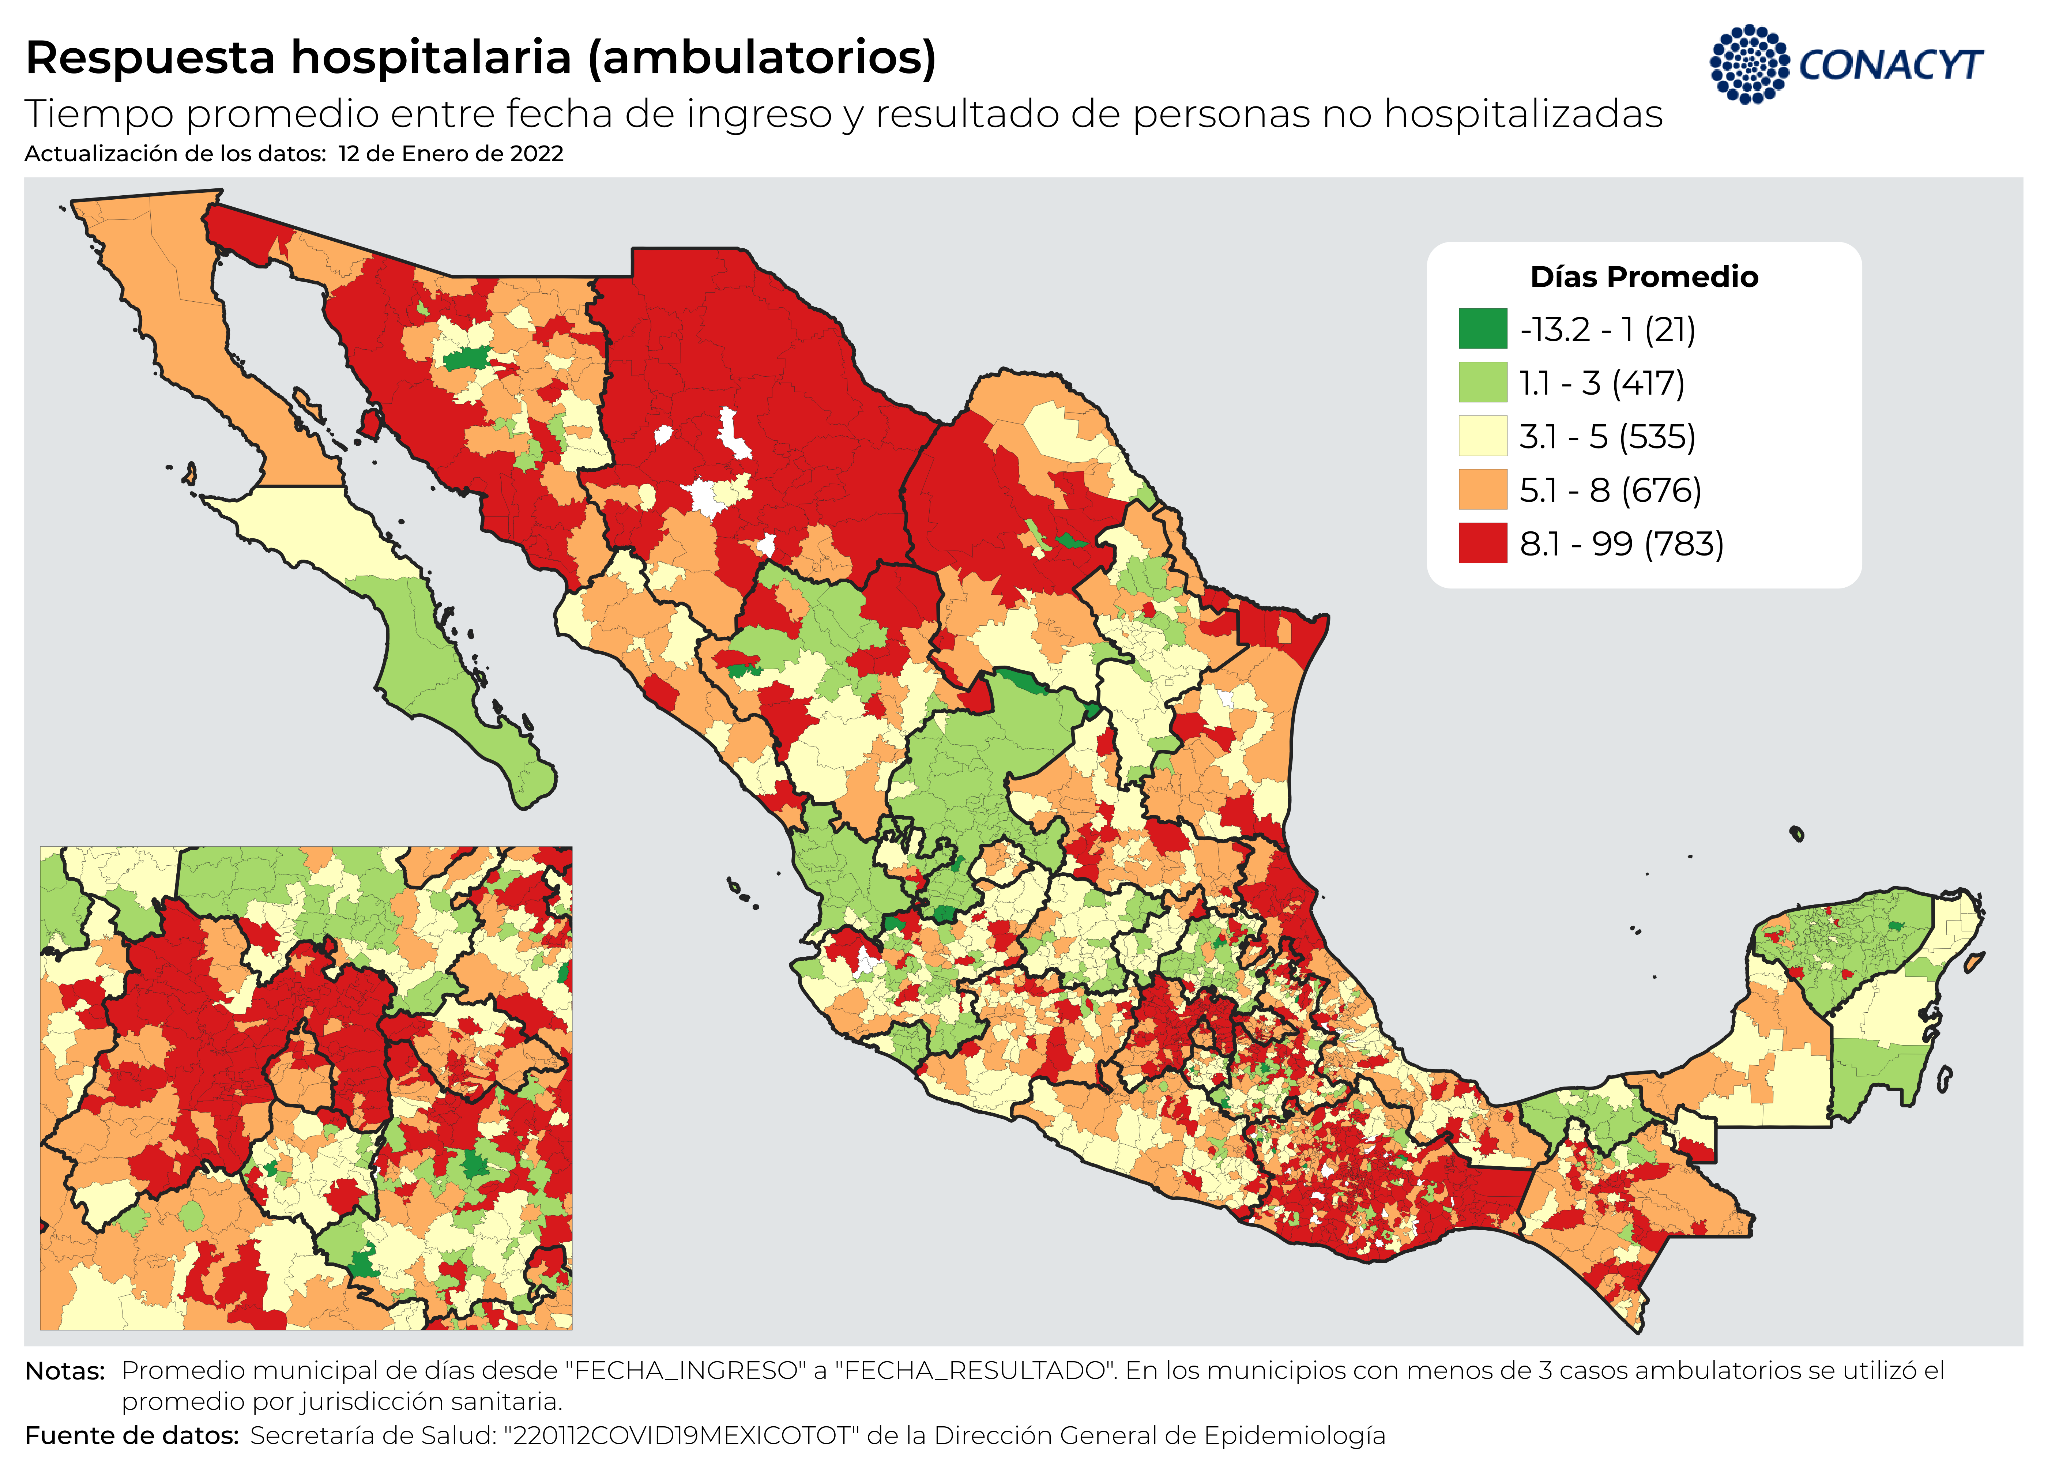 Respuesta hospitalaria (ambulatorios)
CONACYT
Tiempo promedio entre fecha de ingreso y resultado de personas no hospitalizadas
Actualización de los datos: 12 de Enero de 2022
Días Promedio
-13.2 - 1 (21)
1.1 - 3 (417)
3.1 - 5 (535)
5.1 - 8 (676)
8.1 - 99 (783)
Notas: Promedio municipal de días desde "FECHA_INGRESO" a "FECHA_RESULTADO". En los municipios con menos de 3 casos ambulatorios se utilizó el
promedio por jurisdicción sanitaria.
Fuente de datos: Secretaría de Salud: "220112COVID19MEXICOTOT" de la Dirección General de Epidemiología